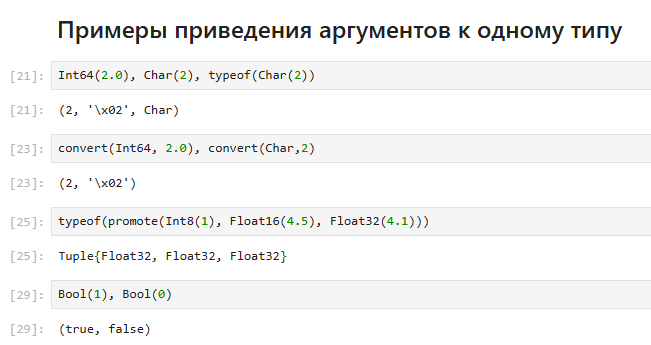 Примеры приведения аргументов к одному типу
[21]: Int64(2.0), Char(2), typeof(Char(2))
[21]: (2, '\x02', Char)
[23]: convert(Int64, 2.0), convert(Char,2)
[23]: (2, '\x02')
[25]: typeof(promote(Int8(1), Float16(4.5), Float32(4.1)))
[25]: Tuple{Float32, Float32, Float32}
[29]: Bool(1), Bool(0)
[29]: (true, false)